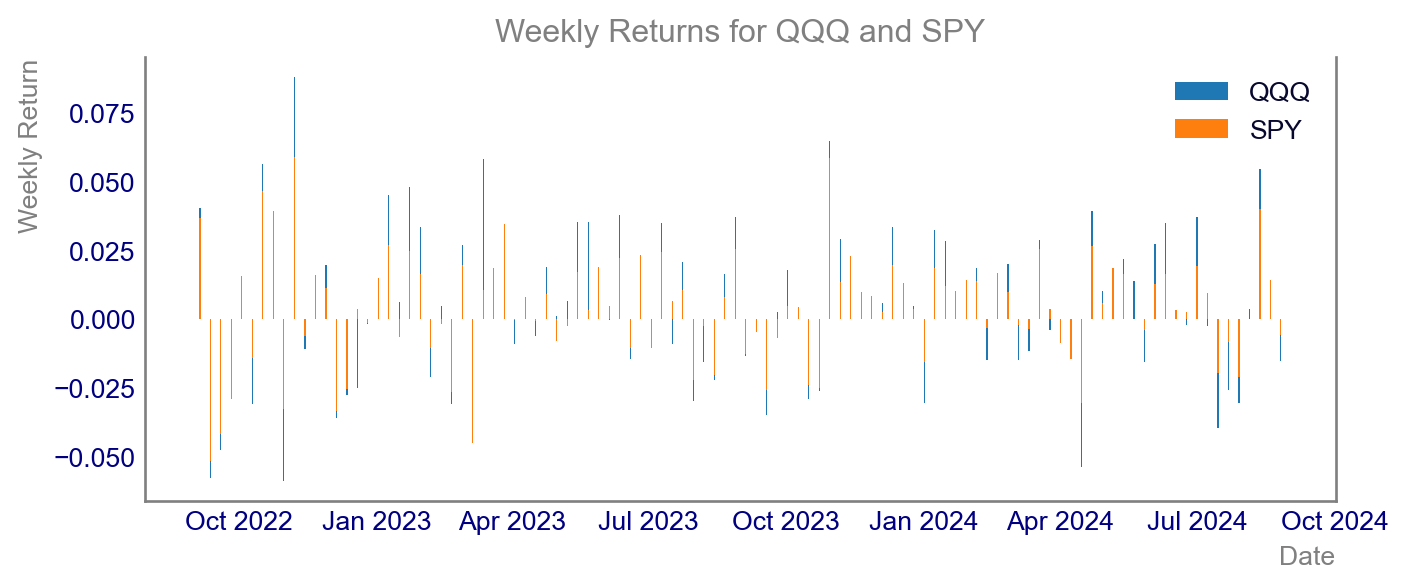 Weekly Returns for QQQ and SPY
Weekly Return
0.075
0.050
0.025
0.000
−0.025
−0.050
QQQ
SPY
Oct 2022
Jan 2023
Apr 2023
Jul 2023
Oct 2023
Jan 2024
Apr 2024
Jul 2024
Oct 2024
Date